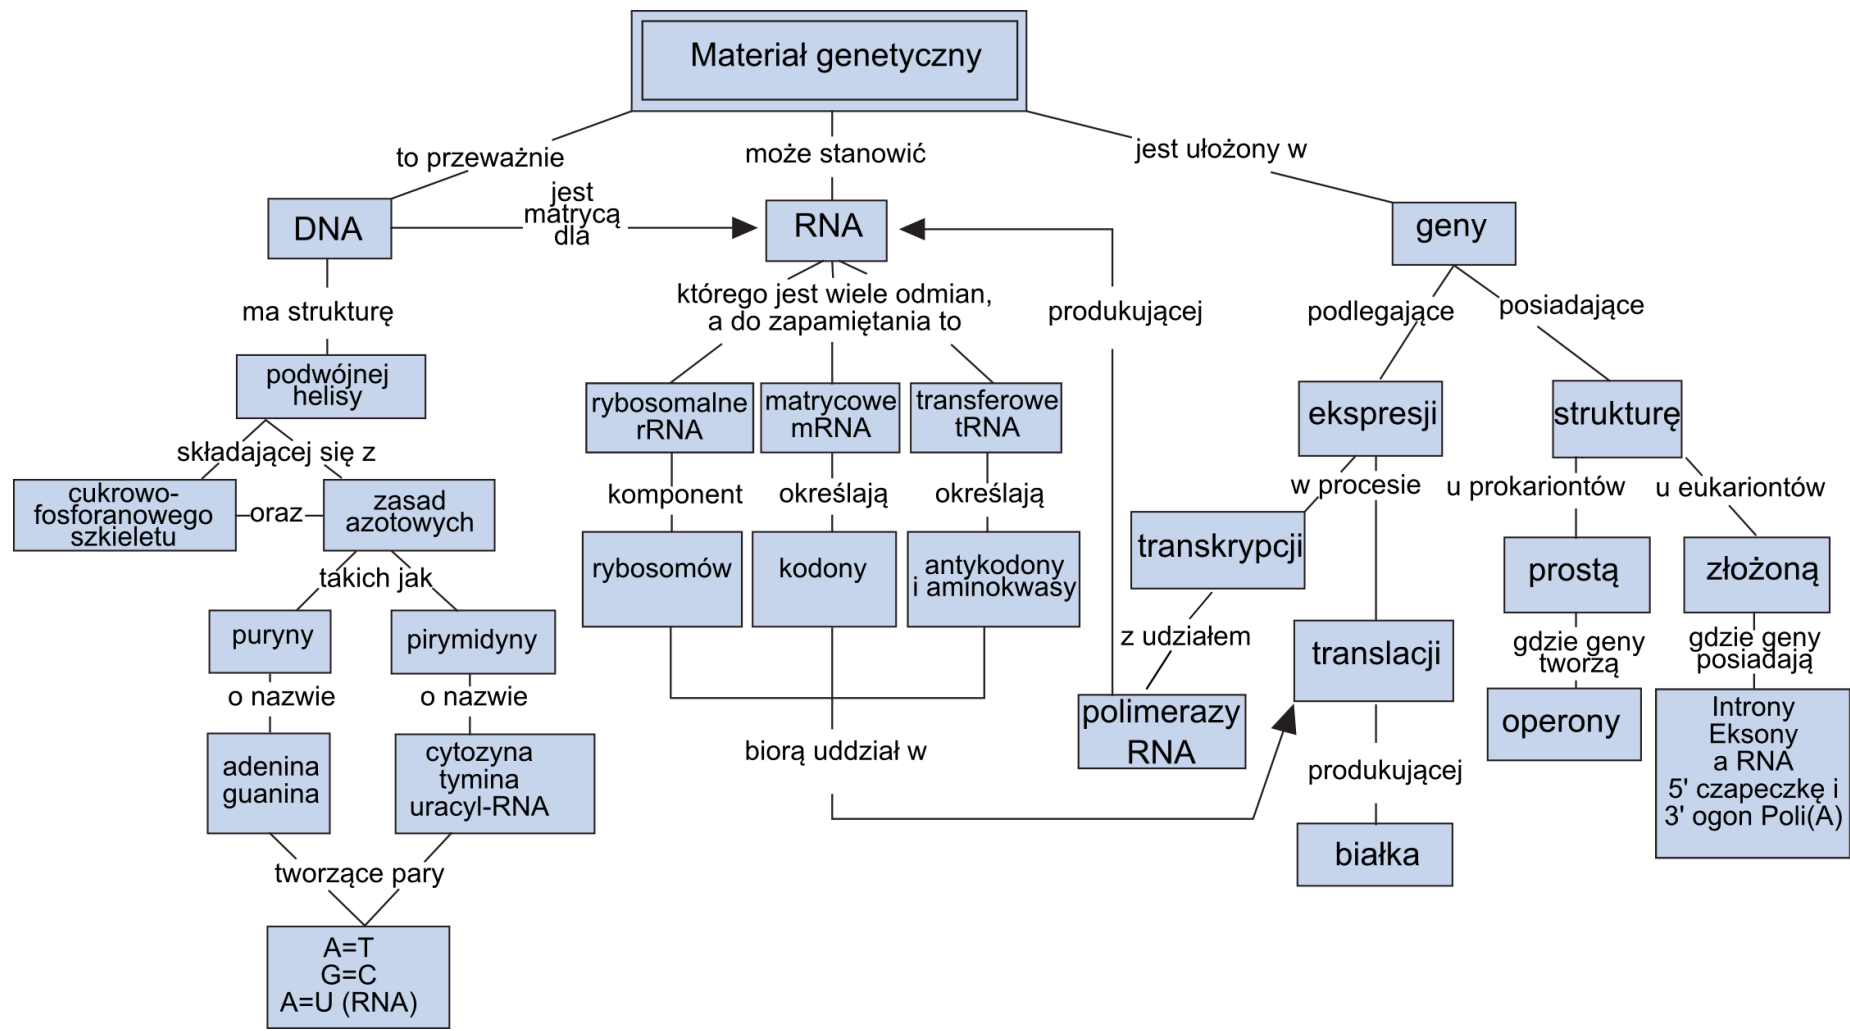 Materiał genetyczny
to przeważnie
może stanowić
jest ułożony w
DNA
jest
matrycą
dla
RNA
geny
ma strukturę
którego jest wiele odmian,
a do zapamiętania to
produkującej
podlegające
posiadające
podwójnej
helisy
rybosomalne
rRNA
matrycowe
mRNA
transferowe
tRNA
ekspresji
strukturę
składającej się z
cukrowo-
fosforanowego
szkieletu
oraz
zasad
azotowych
komponent
określają
określają
w procesie
u prokariontów
u eukariontów
takich jak
rybosomów
kodony
antykodony
i aminokwasy
transkrypcji
prostą
złożoną
puryny
pirymidyny
z udziałem
translacji
gdzie geny
tworzą
gdzie geny
posiadają
o nazwie
o nazwie
polimerazy
RNA
operony
Introny
Eksony
a RNA
5' czapeczkę i
3' ogon Poli(A)
adenina
guanina
cytozyna
tymina
uracyl-RNA
biorą uddział w
produkującej
białka
tworzące pary
A=T
G=C
A=U (RNA)